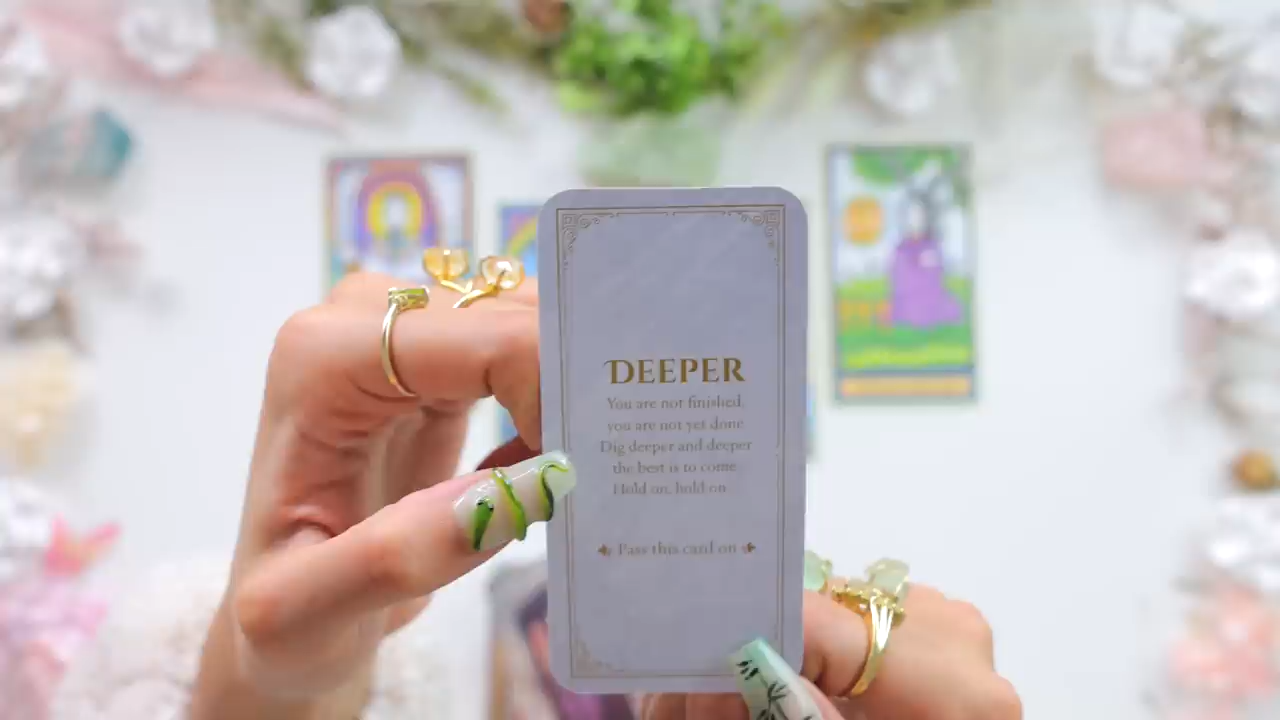 DEEPER
You are not finished,
you are not yet done
Dig deeper and deeper
the best is to come
Hold on, hold on
Pass this card on